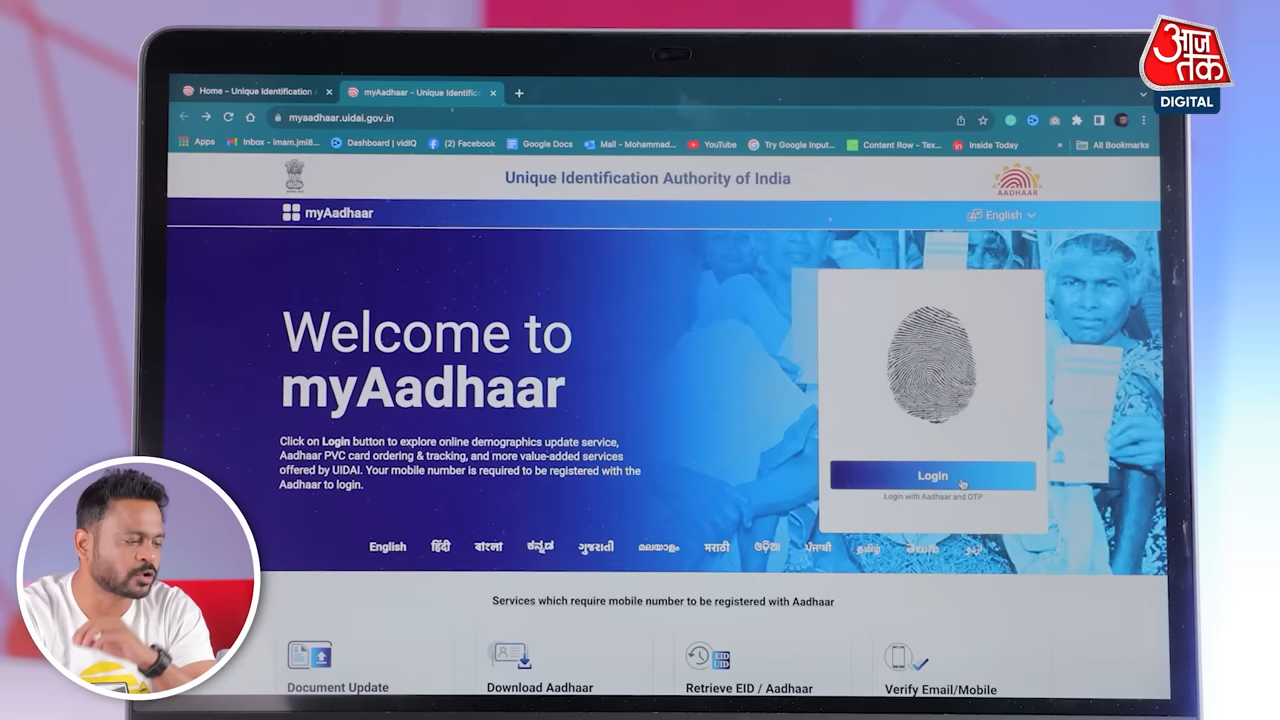 आज
तक
DIGITAL
Home - Unique Identification
myAadhaar - Unique Identific
myaadhaar.uidai.gov.in
Apps
Inbox - imam.jmi8...
Dashboard | vidIQ
(2) Facebook
Google Docs
Mail - Mohammad...
YouTube
Try Google Input...
Content Row - Tex...
Inside Today
»
All Bookmarks
Unique Identification Authority of India
AADHAAR
myAadhaar
English
Welcome to
myAadhaar
Click on Login button to explore online demographics update service,
Aadhaar PVC card ordering & tracking, and more value-added services
offered by UIDAI. Your mobile number is required to be registered with the
Aadhaar to login.
Login
Login with Aadhaar and OTP
English हिंदी বাংলা ಕನ್ನಡ ગુજરાતી മലയാളം मराठी ଓଡ଼ିଆ ਪੰਜਾਬੀ தமிழ் తెలుగు اردو
Services which require mobile number to be registered with Aadhaar
EID
UID
Document Update
Download Aadhaar
Retrieve EID / Aadhaar
Verify Email/Mobile